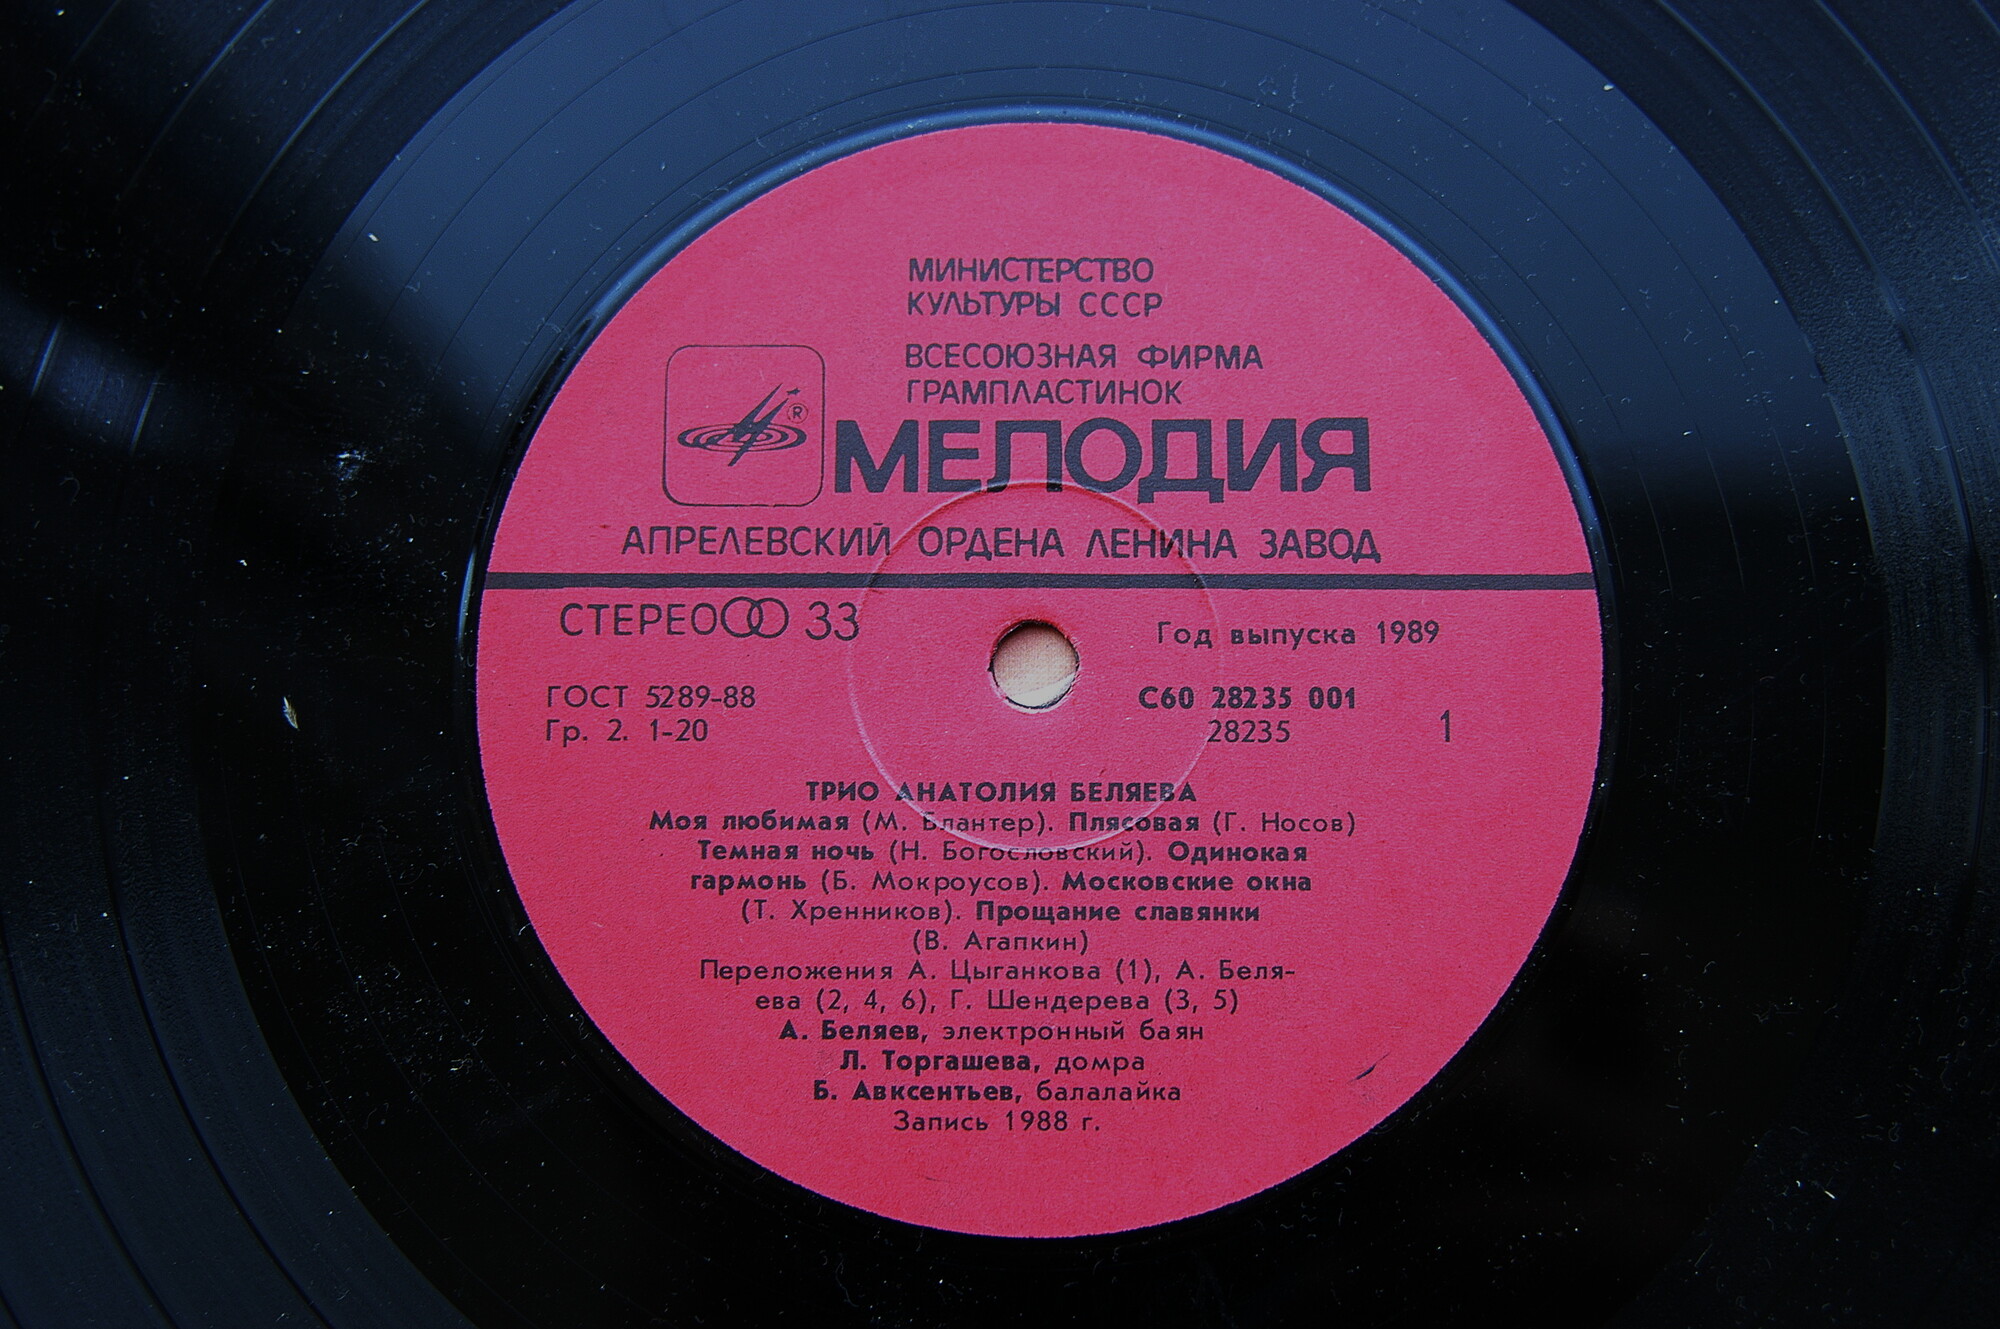 МИНИСТЕРСТВО
КУЛЬТУРЫ СССР
ВСЕСОЮЗНАЯ ФИРМА
ГРАМПЛАСТИНОК
®
МЕЛОДИЯ
АПРЕЛЕВСКИЙ ОРДЕНА ЛЕНИНА ЗАВОД
СТЕРЕО 33
Год выпуска 1989
ГОСТ 5289-88
Гр. 2. 1-20
С60 28235 001
28235
1
ТРИО АНАТОЛИЯ БЕЛЯЕВА
Моя любимая (М. Блантер). Плясовая (Г. Носов)
Темная ночь (Н. Богословский). Одинокая
гармонь (Б. Мокроусов). Московские окна
(Т. Хренников). Прощание славянки
(В. Агапкин)
Переложения А. Цыганкова (1), А. Беля-
ева (2, 4, 6), Г. Шендерева (3, 5)
А. Беляев, электронный баян
Л. Торгашева, домра
Б. Авксентьев, балалайка
Запись 1988 г.